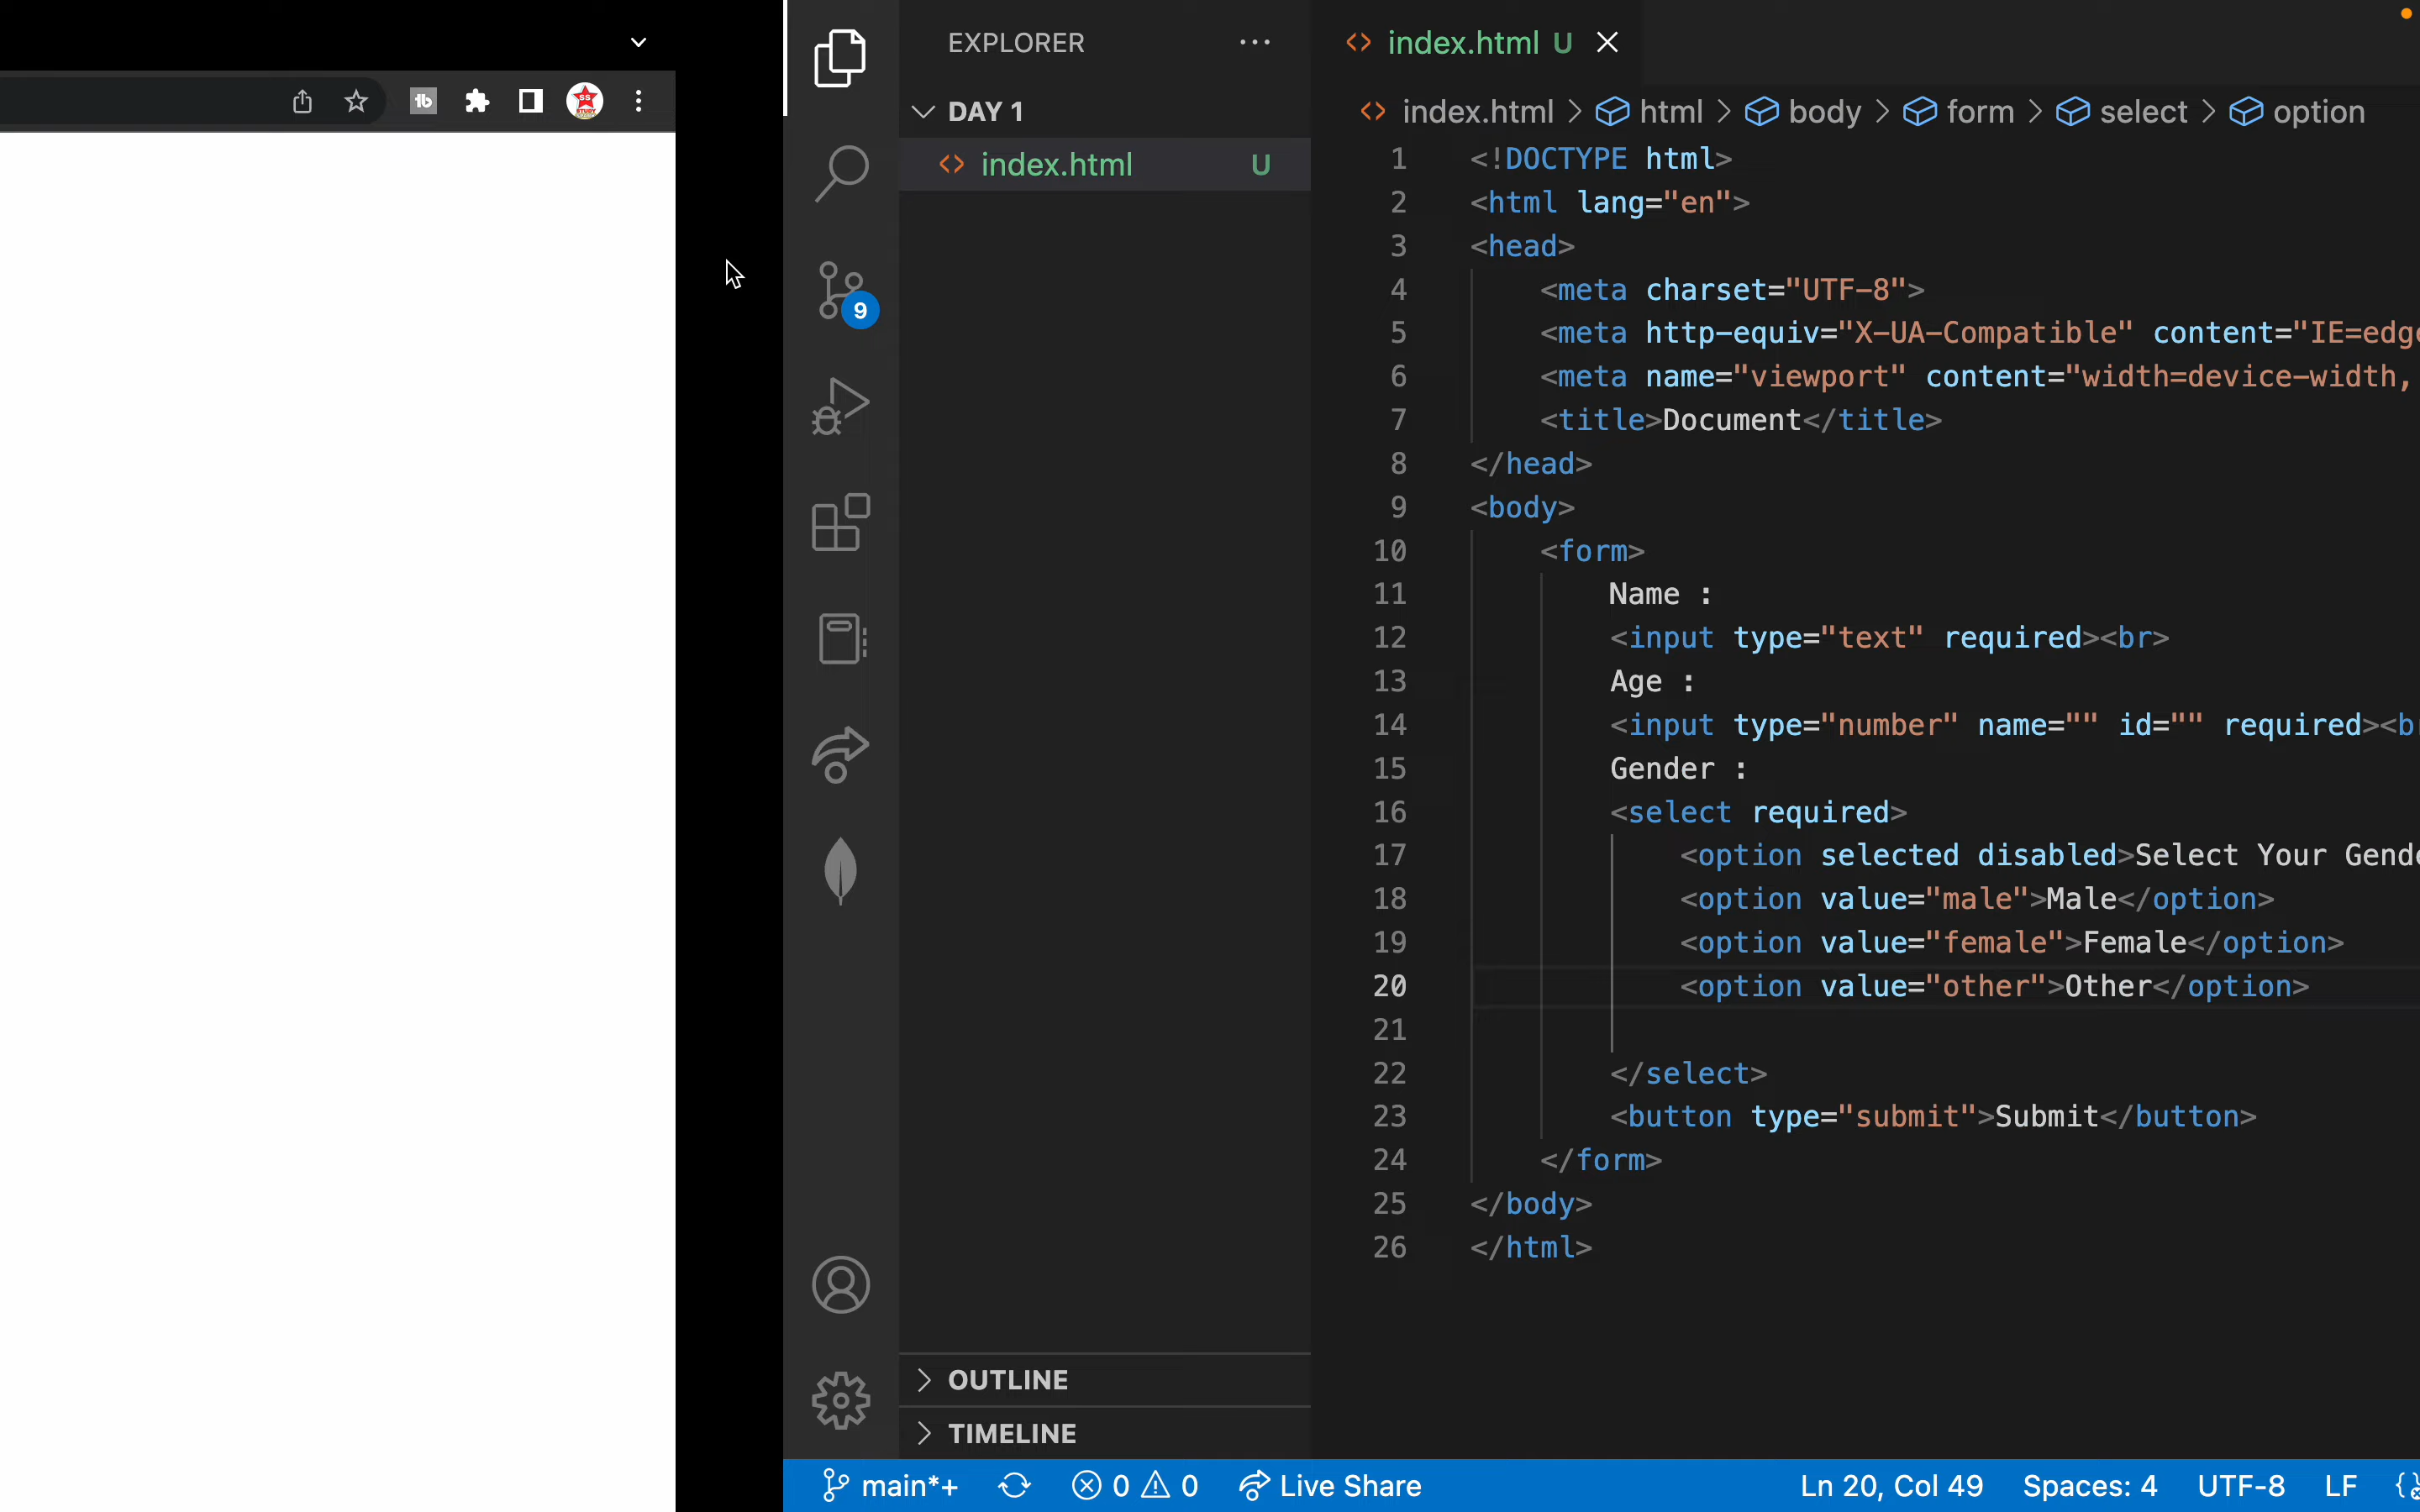 EXPLORER
DAY 1
index.html U
9
OUTLINE
TIMELINE
index.html U
index.html > html > body > form > select > option
1 <!DOCTYPE html>
2 <html lang="en">
3 <head>
4 <meta charset="UTF-8">
5 <meta http-equiv="X-UA-Compatible" content="IE=edge
6 <meta name="viewport" content="width=device-width,
7 <title>Document</title>
8 </head>
9 <body>
10 <form>
11 Name :
12 <input type="text" required><br>
13 Age :
14 <input type="number" name="" id="" required><br
15 Gender :
16 <select required>
17 <option selected disabled>Select Your Gende
18 <option value="male">Male</option>
19 <option value="female">Female</option>
20 <option value="other">Other</option>
21
22 </select>
23 <button type="submit">Submit</button>
24 </form>
25 </body>
26 </html>
main*+ 0 0 Live Share Ln 20, Col 49 Spaces: 4 UTF-8 LF